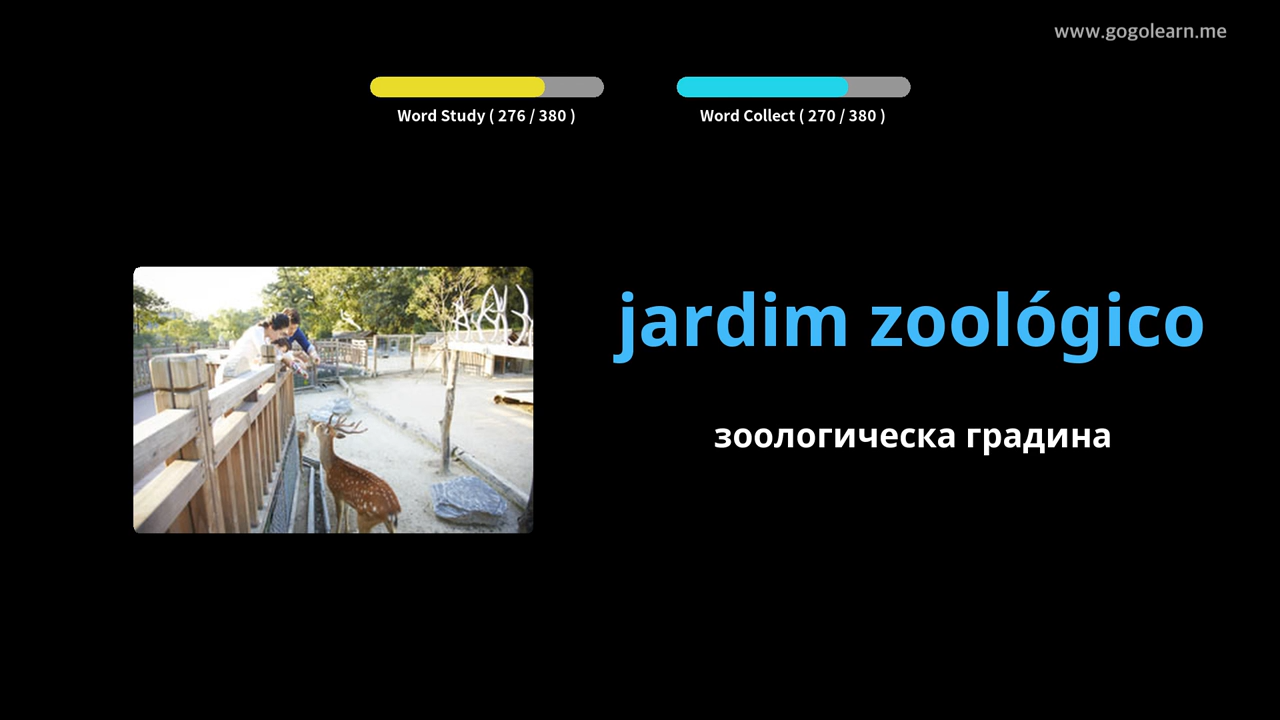 www.gogolearn.me
Word Study ( 276 / 380 )
Word Collect ( 270 / 380 )
jardim zoológico
зоологическа градина